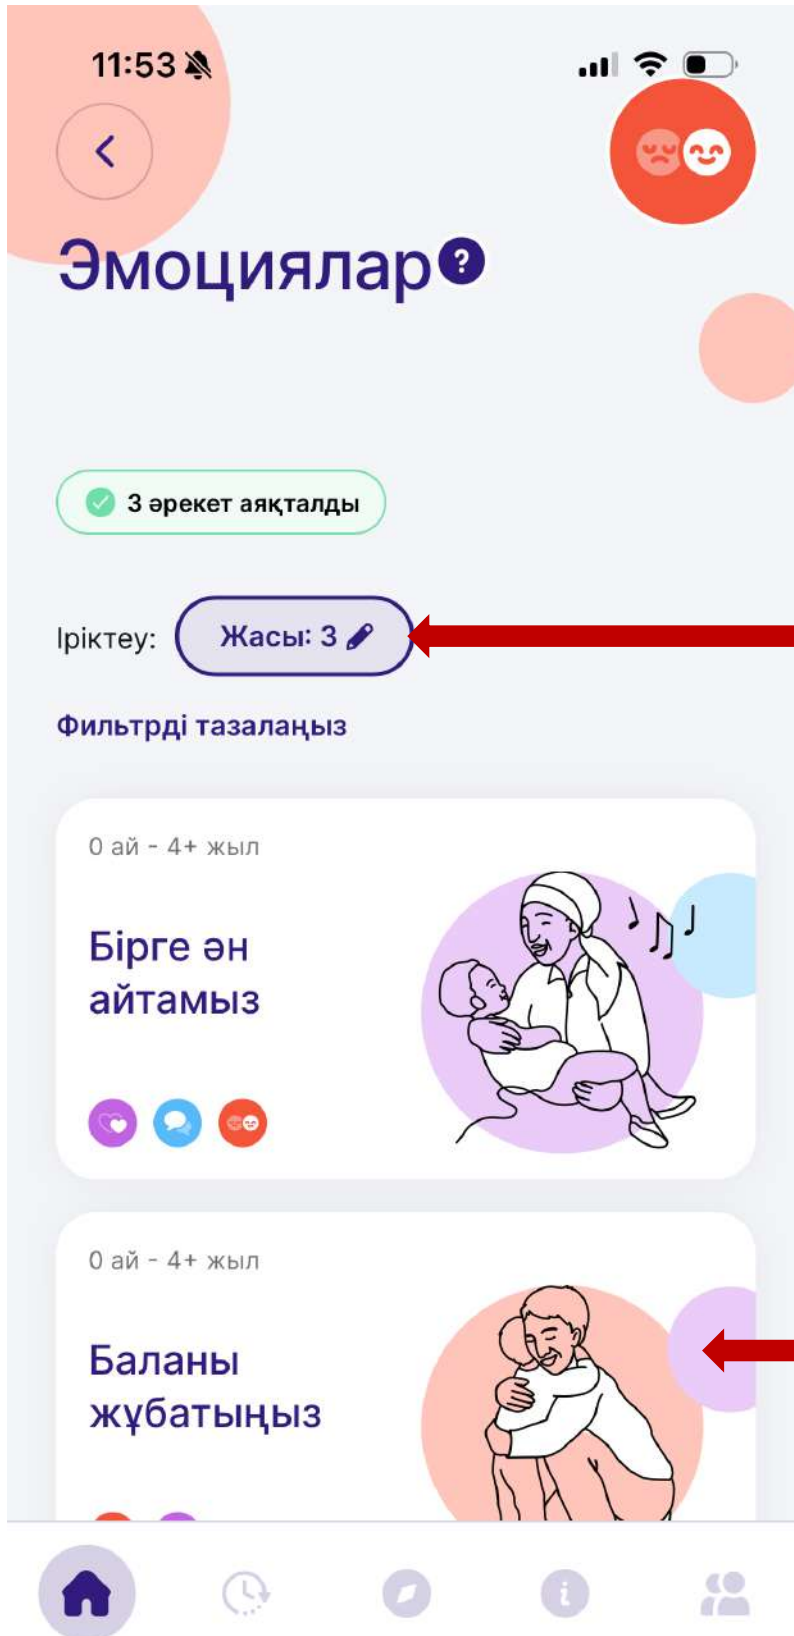 11:53
Эмоциялар?
3 әрекет аяқталды
Іріктеу: Жасы: 3
Фильтрді тазалаңыз
0 ай - 4+ жыл
Бірге ән
айтамыз
0 ай - 4+ жыл
Баланы
жұбатыңыз